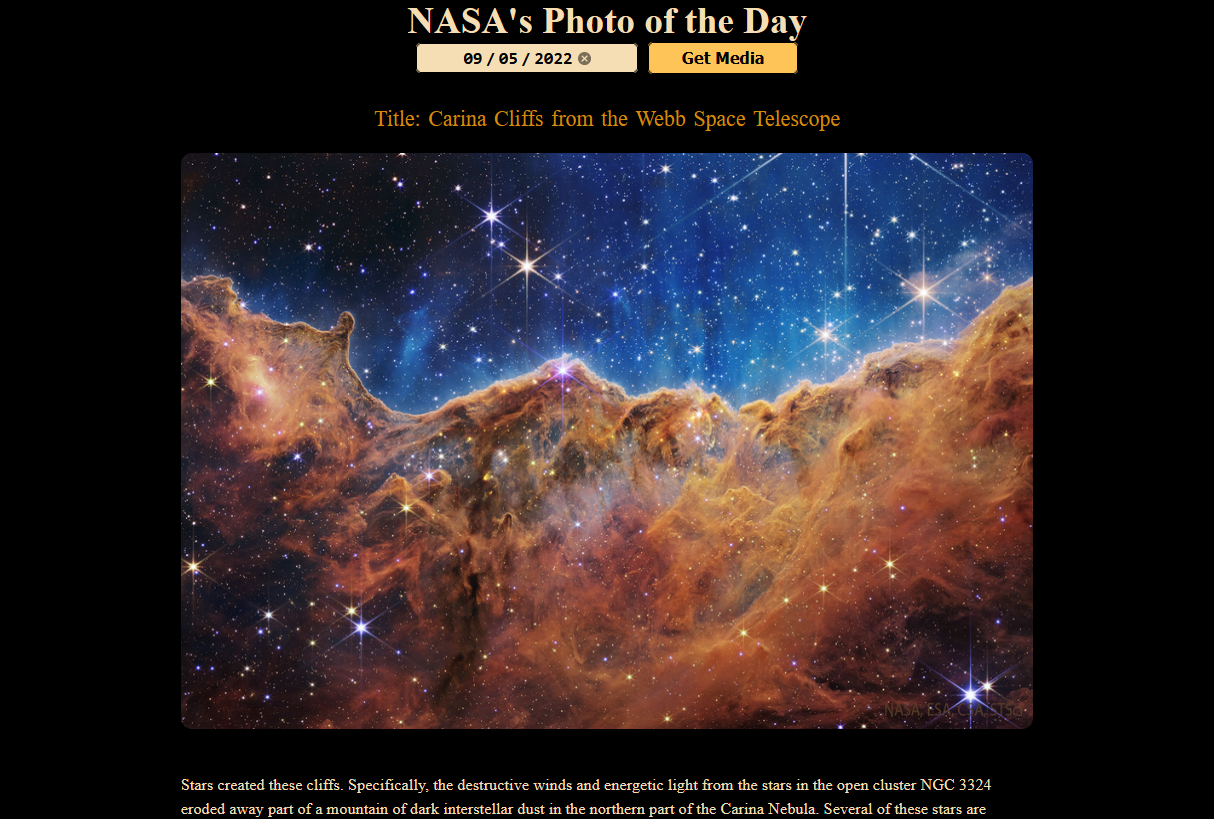 NASA's Photo of the Day
09 / 05 / 2022 Get Media
Title: Carina Cliffs from the Webb Space Telescope
NASA, ESA, CSA, STScI
Stars created these cliffs. Specifically, the destructive winds and energetic light from the stars in the open cluster NGC 3324
eroded away part of a mountain of dark interstellar dust in the northern part of the Carina Nebula. Several of these stars are